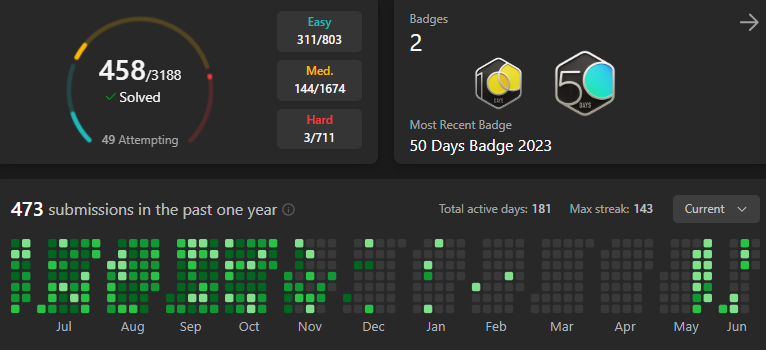 458/3188
Solved
49 Attempting
Easy
311/803
Med.
144/1674
Hard
3/711
Badges
2
100
DAYS
50
DAYS
Most Recent Badge
50 Days Badge 2023
473 submissions in the past one year
Total active days: 181
Max streak: 143
Current
Jul Aug Sep Oct Nov Dec Jan Feb Mar Apr May Jun